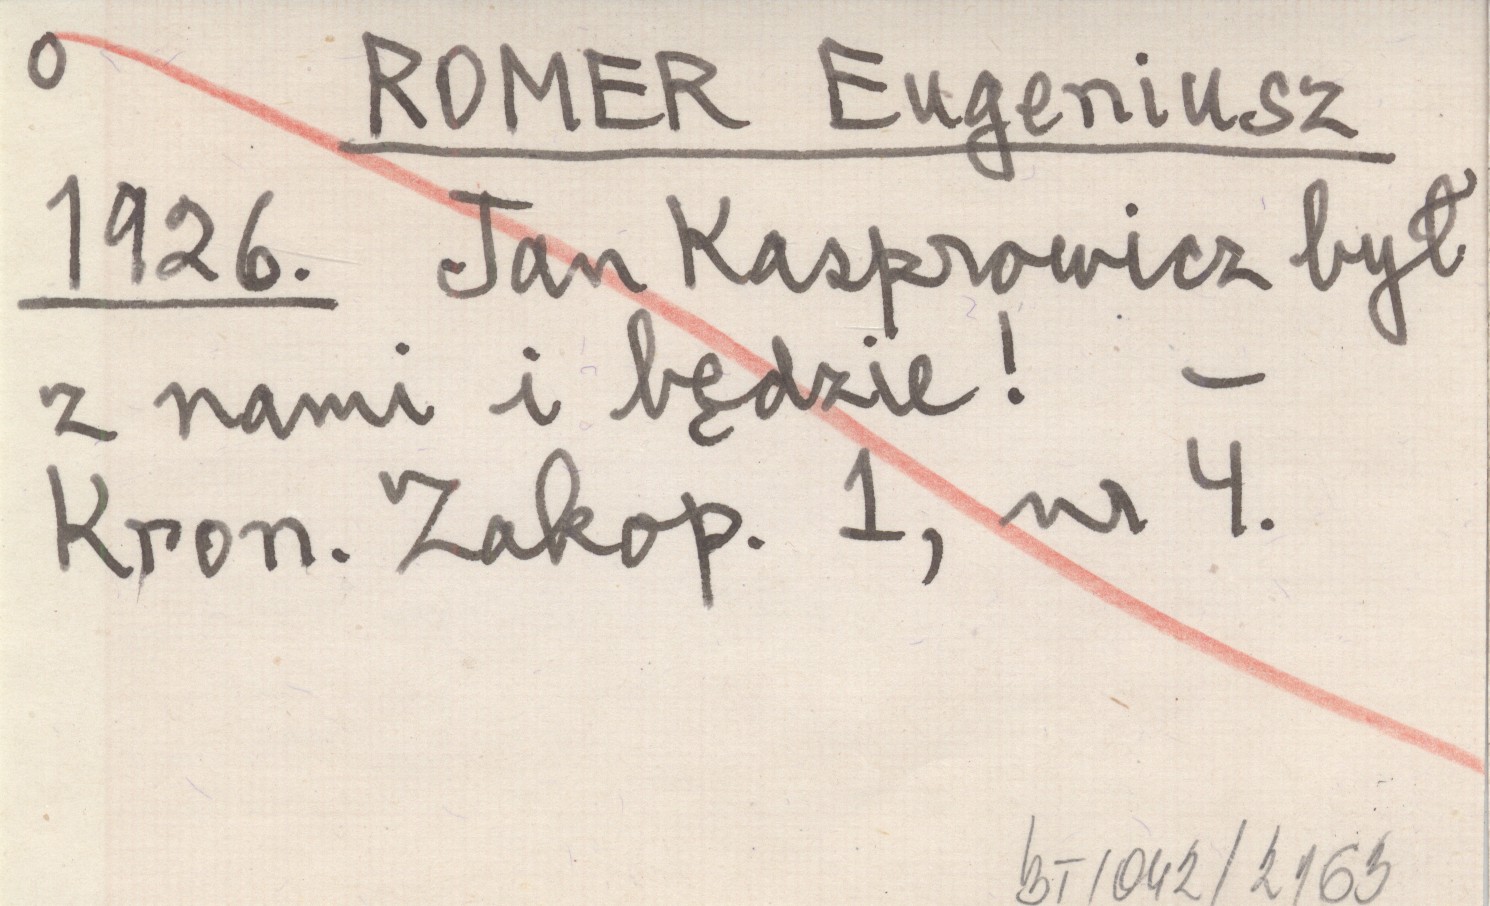 o ROMER Eugeniusz
1926. Jan Kasprowicz był
z nami i będzie! –
Kron. Zakop. 1, nr 4.
BT/042/2163